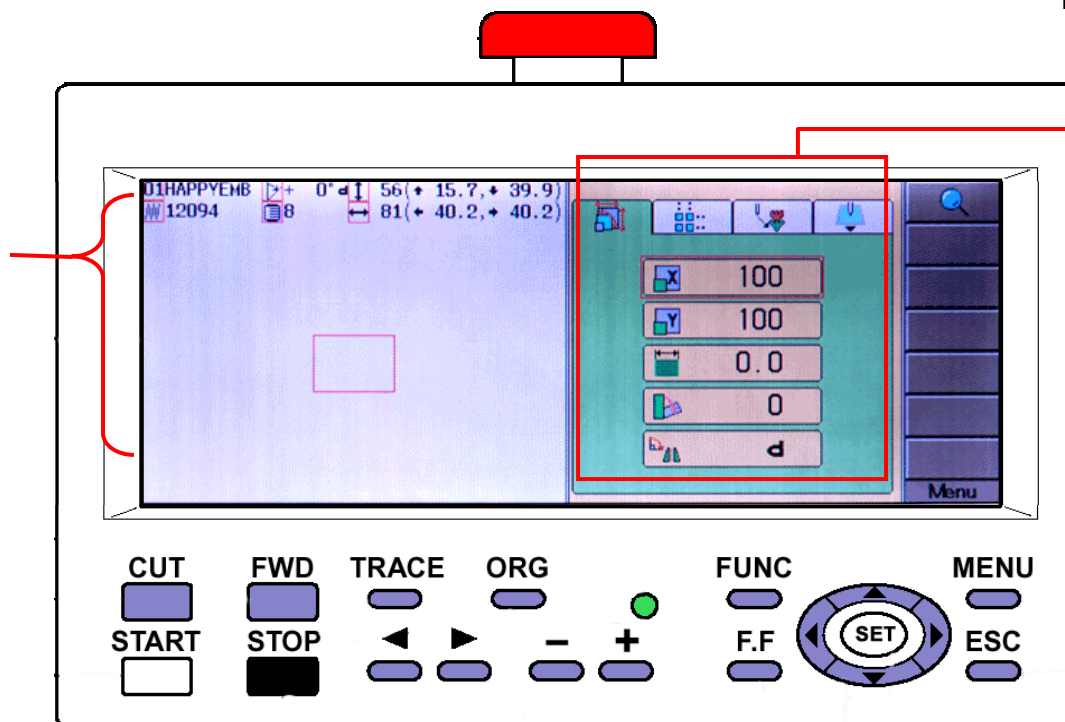 01HAPPYEMB + 0° d 56(↑ 15.7,↓ 39.9)
12094 8 81(← 40.2,→ 40.2)
X 100
Y 100
0.0
0
d
Menu
CUT FWD TRACE ORG FUNC MENU
START STOP - + F.F SET ESC